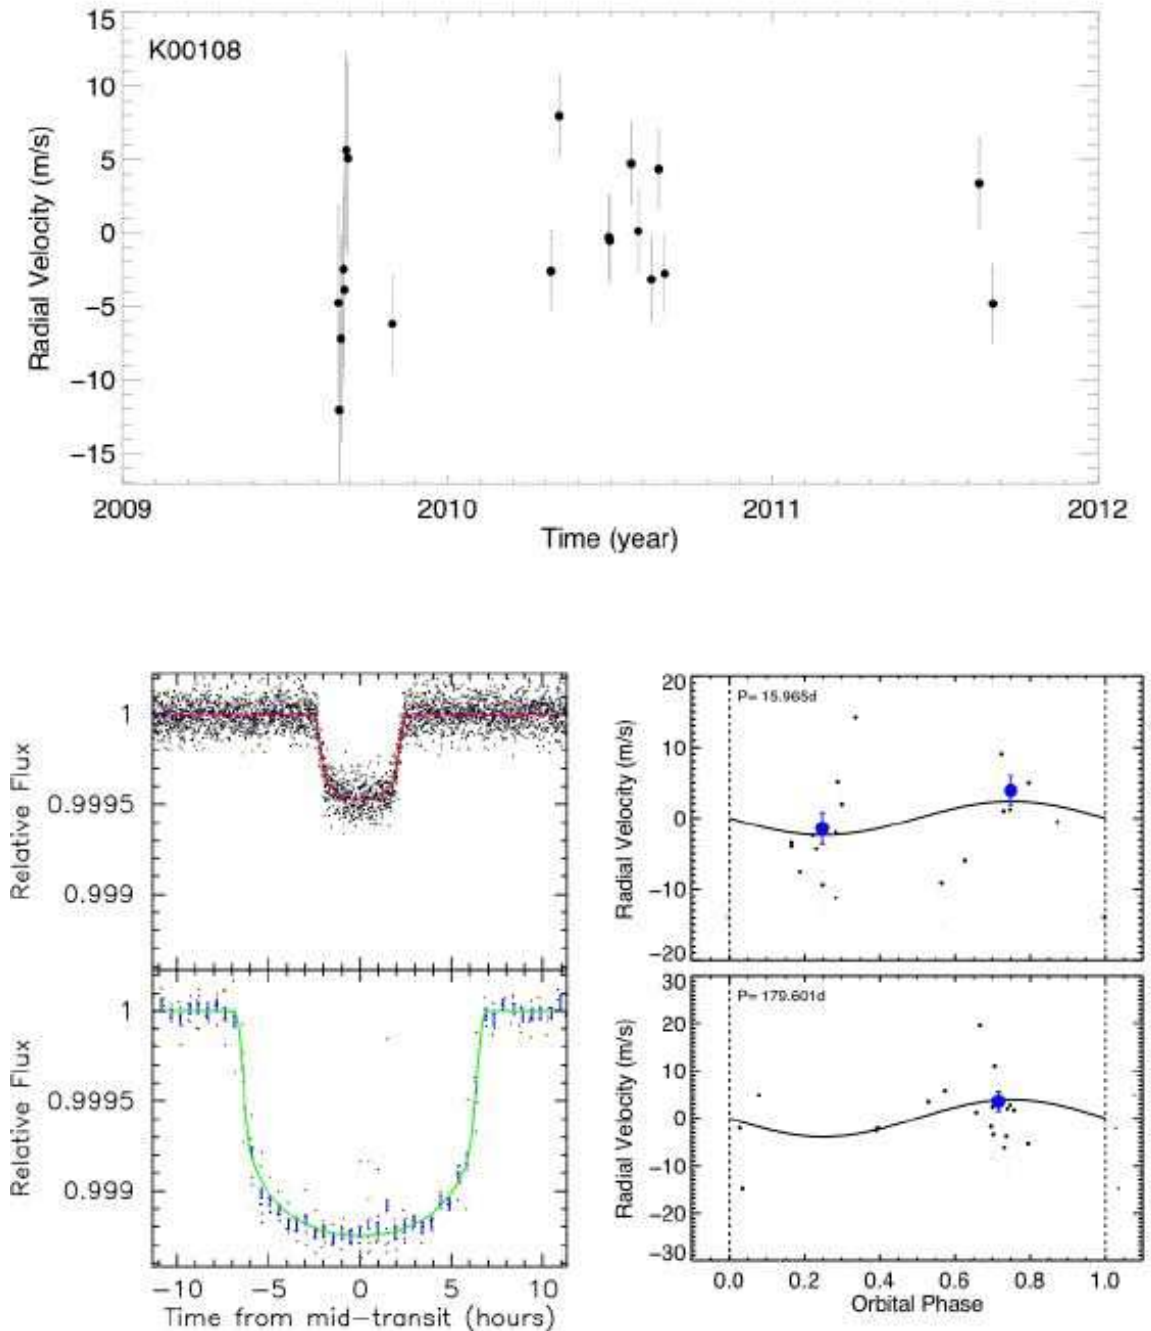 K00108
15
10
5
0
−5
−10
−15
Radial Velocity (m/s)
2009 2010 2011 2012
Time (year)
1
0.9995
0.999
Relative Flux
1
0.9995
0.999
Relative Flux
−10 −5 0 5 10
Time from mid−transit (hours)
P= 15.965d
20
10
0
−10
−20
Radial Velocity (m/s)
P= 179.601d
30
20
10
0
−10
−20
−30
Radial Velocity (m/s)
0.0 0.2 0.4 0.6 0.8 1.0
Orbital Phase